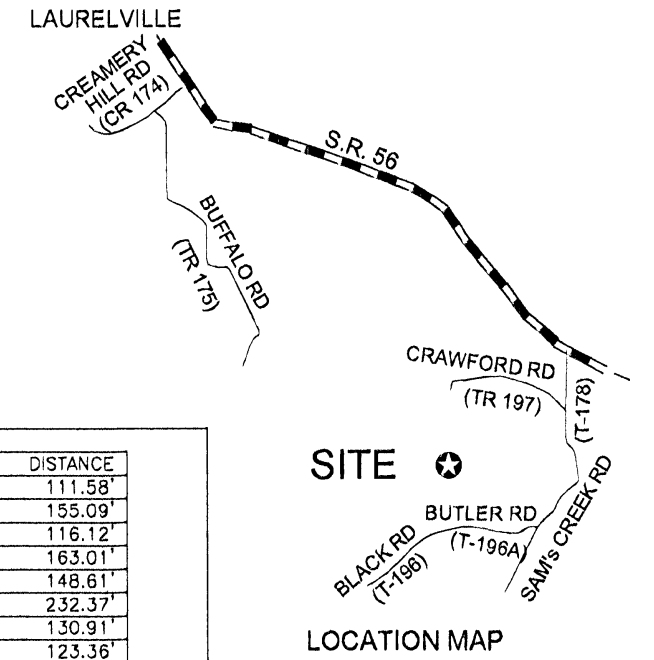 LAURELVILLE
CREAMERY
HILL RD
(CR 174)
S.R. 56
BUFFALO RD
(TR 175)
CRAWFORD RD
(TR 197)
(T-178)
SITE
SAM's CREEK RD
BUTLER RD
(T-196A)
BLACK RD
(T-196)
LOCATION MAP
DISTANCE
111.58'
155.09'
116.12'
163.01'
148.61'
232.37'
130.91'
123.36'